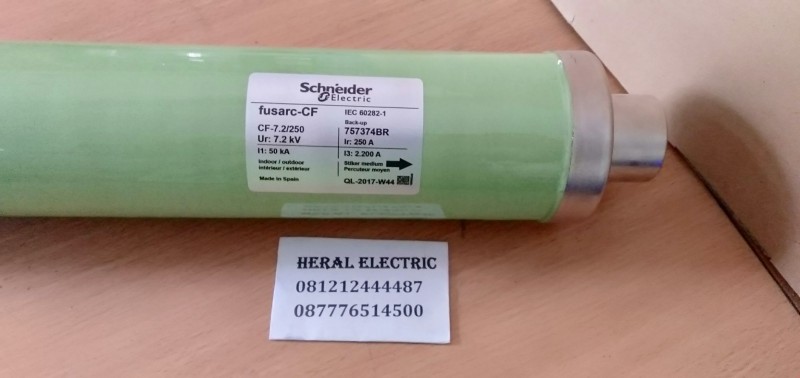 Schneider
Electric
fusarc-CF
IEC 60282-1
Back-up
CF-7.2/250
757374BR
Ur: 7.2 kV
Ir: 250 A
I1: 50 kA
I3: 2.200 A
Indoor / outdoor
intérieur / extérieur
Striker medium
Percuteur moyen
Made in Spain
QL-2017-W44
HERAL ELECTRIC
081212444487
087776514500